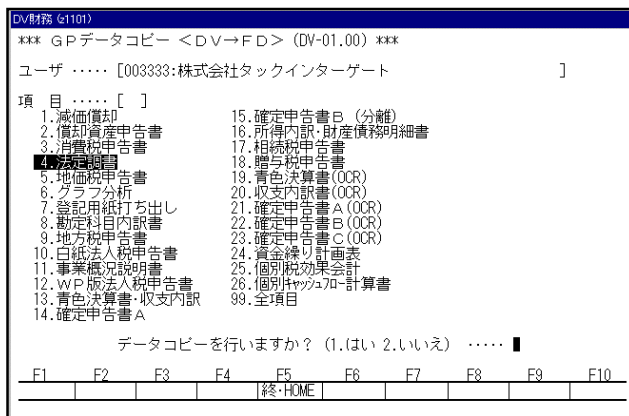 DV財務 (s1101)
*** ＧＰデータコピー ＜ＤＶ→ＦＤ＞ (DV-01.00) ***
ユーザ ····· [003333:株式会社タックインターゲート ]
項　目 ····· [　]
1.減価償却
2.償却資産申告書
3.消費税申告書
4.法定調書
5.地価税申告書
6.グラフ分析
7.登記用紙打ち出し
8.勘定科目内訳書
9.地方税申告書
10.白紙法人税申告書
11.事業概況説明書
12.ＷＰ版法人税申告書
13.青色決算書･収支内訳
14.確定申告書Ａ
15.確定申告書Ｂ（分離）
16.所得内訳･財産債務明細書
17.相続税申告書
18.贈与税申告書
19.青色決算書(OCR)
20.収支内訳書(OCR)
21.確定申告書Ａ(OCR)
22.確定申告書Ｂ(OCR)
23.確定申告書Ｃ(OCR)
24.資金繰り計画表
25.個別税効果会計
26.個別ｷｬｯｼｭﾌﾛｰ計算書
99.全項目
データコピーを行いますか？ (1.はい 2.いいえ) ·····
F1 F2 F3 F4 F5 F6 F7 F8 F9 F10
終･HOME